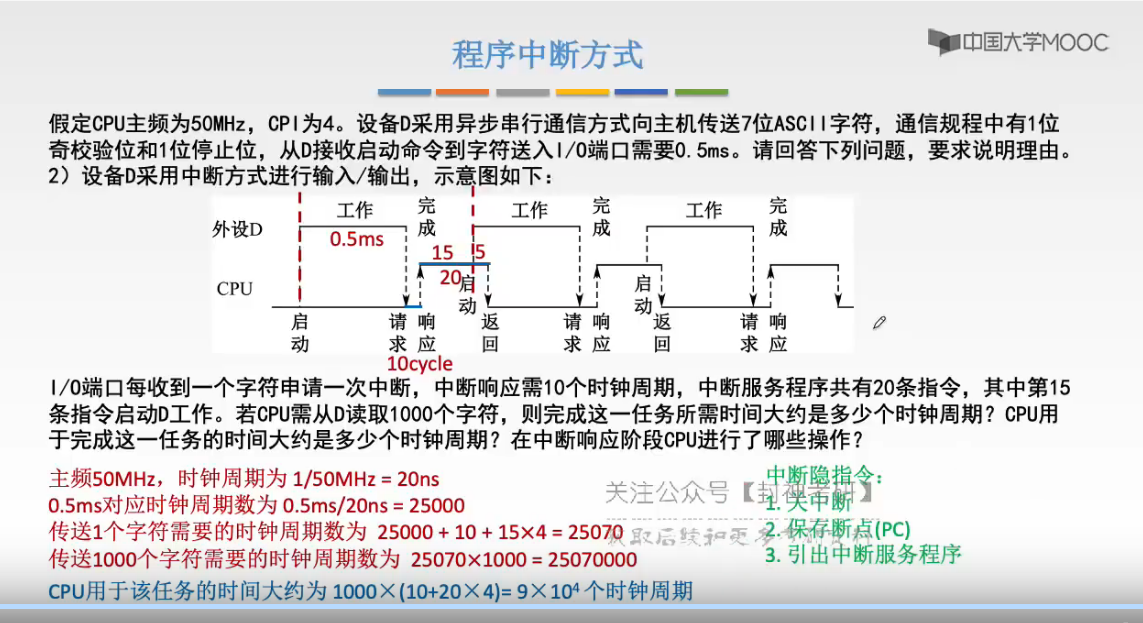 中国大学MOOC
程序中断方式
假定CPU主频为50MHz，CPI为4。设备D采用异步串行通信方式向主机传送7位ASCII字符，通信规程中有1位
奇校验位和1位停止位，从D接收启动命令到字符送入I/O端口需要0.5ms。请回答下列问题，要求说明理由。
2）设备D采用中断方式进行输入/输出，示意图如下：
工作 完成 工作 完成 工作 完成
外设D
0.5ms
15 5
20
启动 启动
CPU
启动 请求 响应 返回 请求 响应 返回 请求 响应
10cycle
I/O端口每收到一个字符申请一次中断，中断响应需10个时钟周期，中断服务程序共有20条指令，其中第15
条指令启动D工作。若CPU需从D读取1000个字符，则完成这一任务所需时间大约是多少个时钟周期？CPU用
于完成这一任务的时间大约是多少个时钟周期？在中断响应阶段CPU进行了哪些操作？
主频50MHz，时钟周期为 1/50MHz = 20ns
0.5ms对应时钟周期数为 0.5ms/20ns = 25000
传送1个字符需要的时钟周期数为 25000 + 10 + 15×4 = 25070
传送1000个字符需要的时钟周期数为 25070×1000 = 25070000
CPU用于该任务的时间大约为 1000×(10+20×4)= 9×10⁴ 个时钟周期
中断隐指令：
1. 关中断
2. 保存断点(PC)
3. 引出中断服务程序
关注公众号【封神考研】